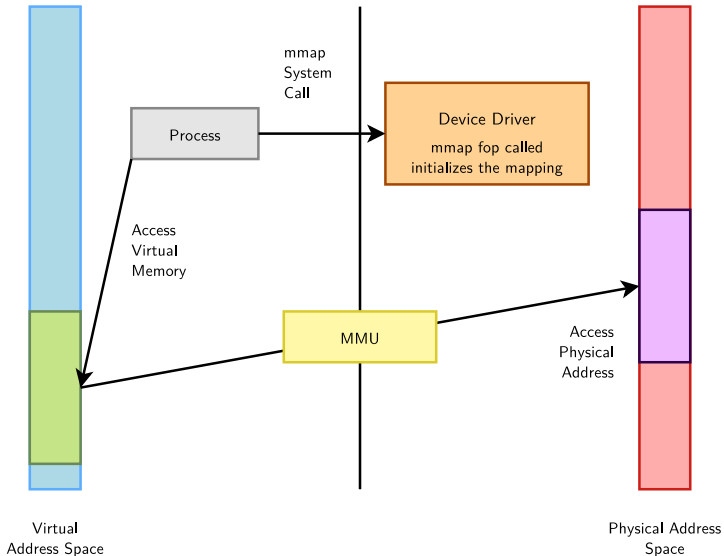 mmap
System
Call
Process
Device Driver
mmap fop called
initializes the mapping
Access
Virtual
Memory
MMU
Access
Physical
Address
Virtual
Address Space
Physical Address
Space